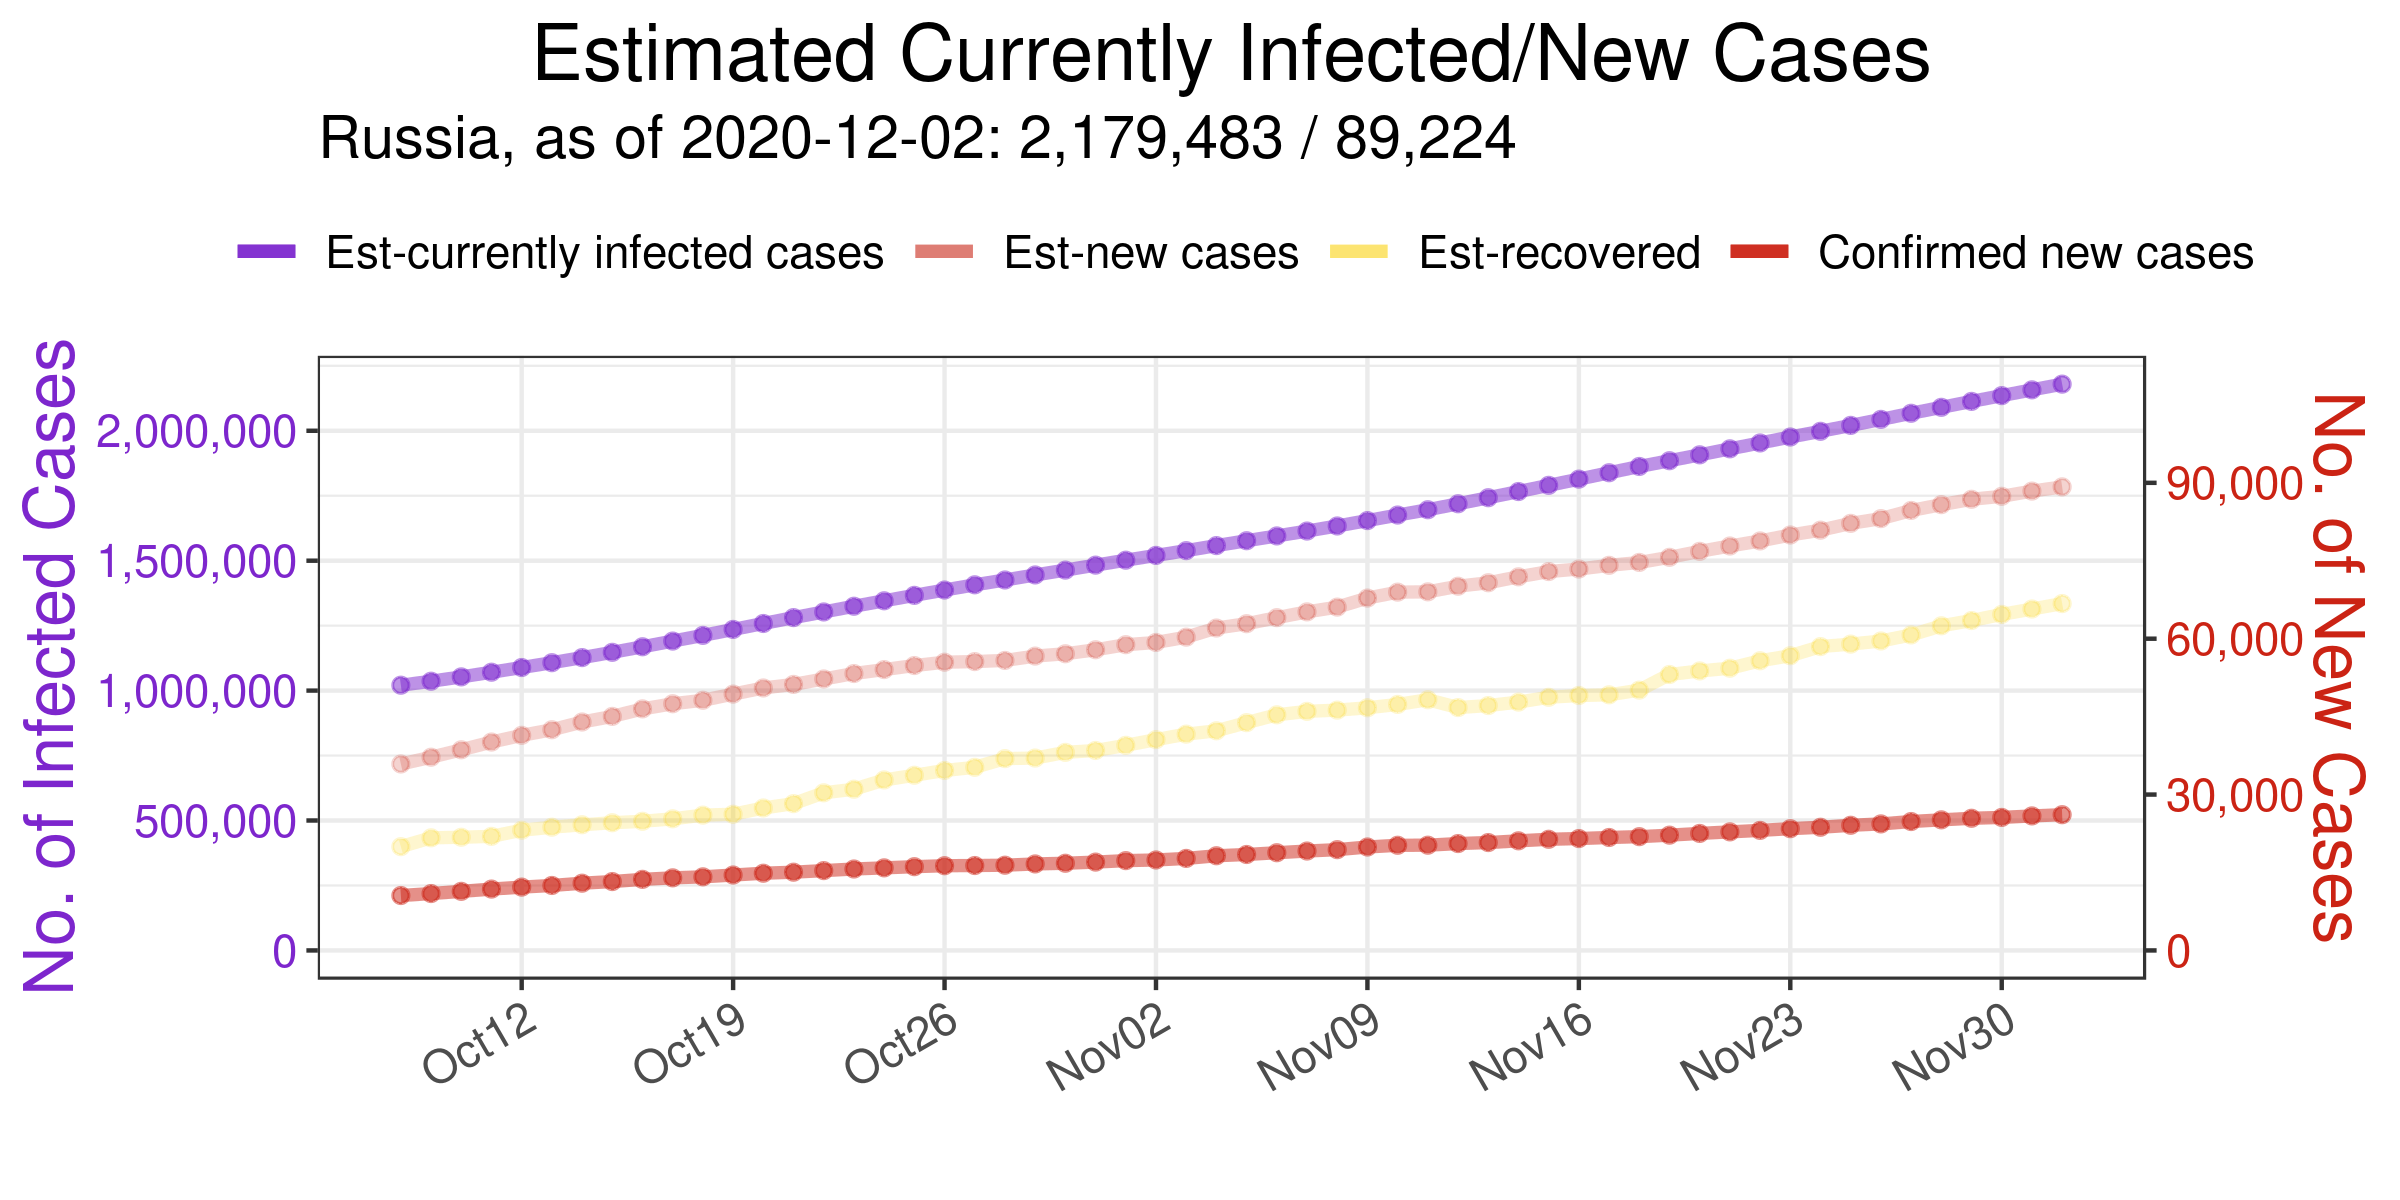 Estimated Currently Infected/New Cases
Russia, as of 2020-12-02: 2,179,483 / 89,224
Est-currently infected cases Est-new cases Est-recovered Confirmed new cases
No. of Infected Cases
2,000,000
1,500,000
1,000,000
500,000
0
90,000
60,000
30,000
0
No. of New Cases
Oct12 Oct19 Oct26 Nov02 Nov09 Nov16 Nov23 Nov30